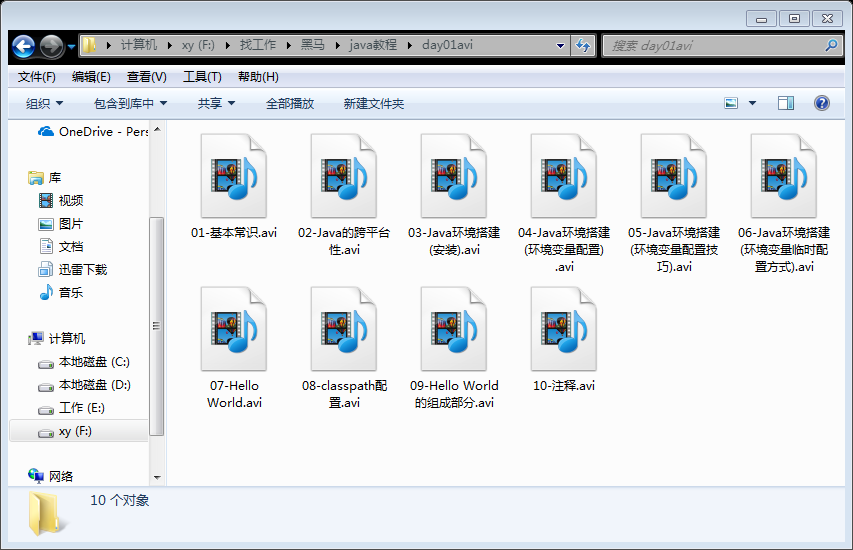 计算机 xy (F:) 找工作 黑马 java教程 day01avi
搜索 day01avi
文件(F) 编辑(E) 查看(V) 工具(T) 帮助(H)
组织 包含到库中 共享 全部播放 新建文件夹
OneDrive - Pers
库
视频
图片
文档
迅雷下载
音乐
计算机
本地磁盘 (C:)
本地磁盘 (D:)
工作 (E:)
xy (F:)
网络
01-基本常识.avi
02-Java的跨平台
性.avi
03-Java环境搭建
(安装).avi
04-Java环境搭建
(环境变量配置)
.avi
05-Java环境搭建
(环境变量配置技
巧).avi
06-Java环境搭建
(环境变量临时配
置方式).avi
07-Hello
World.avi
08-classpath配
置.avi
09-Hello World
的组成部分.avi
10-注释.avi
10 个对象